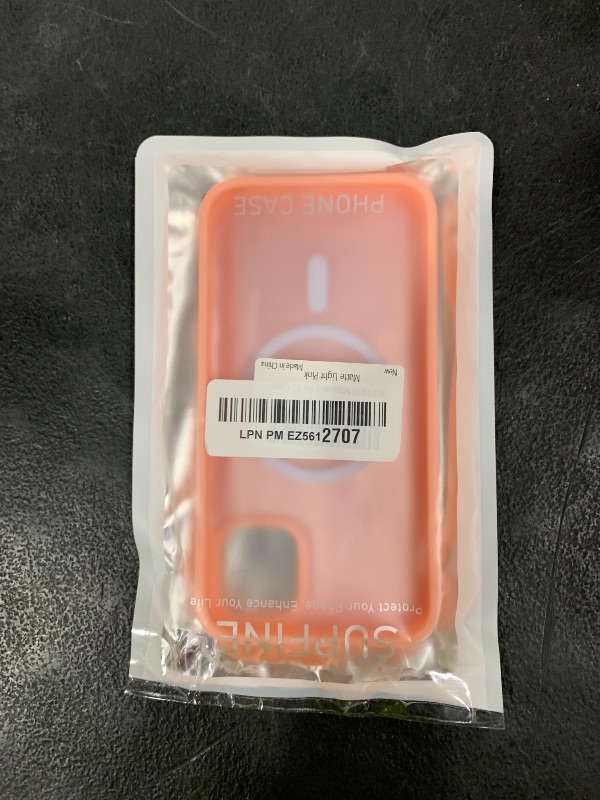 SUPFINE
Protect Your Phone, Enhance Your Life
PHONE CASE
New
Matte Light Pink
Made in China
LPN PM EZ5612707